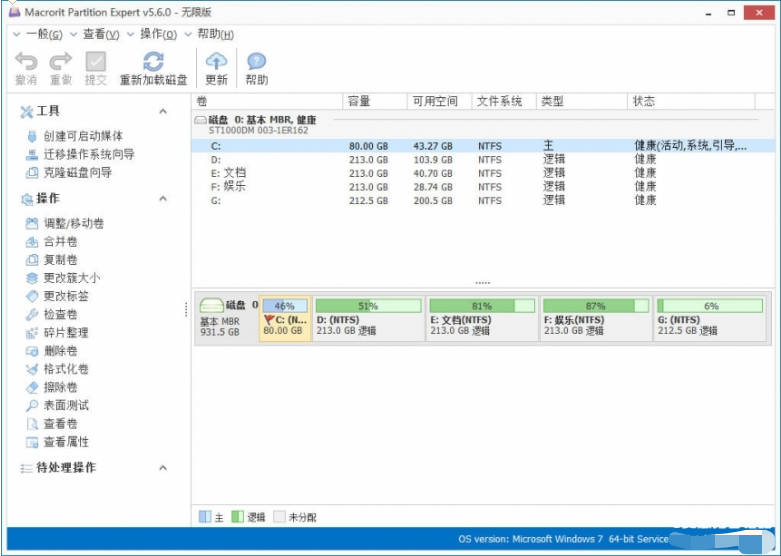 Macrorit Partition Expert v5.6.0 - 无限版
一般(G) 查看(V) 操作(O) 帮助(H)
撤消 重做 提交 重新加载磁盘 更新 帮助
工具
创建可启动媒体
迁移操作系统向导
克隆磁盘向导
操作
调整/移动卷
合并卷
复制卷
更改簇大小
更改标签
检查卷
碎片整理
删除卷
格式化卷
擦除卷
表面测试
查看卷
查看属性
待处理操作
卷 容量 可用空间 文件系统 类型 状态
磁盘 0: 基本 MBR, 健康
ST1000DM 003-1ER162
C: 80.00 GB 43.27 GB NTFS 主 健康(活动,系统,引导,...
D: 213.0 GB 103.9 GB NTFS 逻辑 健康
E: 文档 213.0 GB 40.70 GB NTFS 逻辑 健康
F: 娱乐 213.0 GB 28.74 GB NTFS 逻辑 健康
G: 212.5 GB 200.5 GB NTFS 逻辑 健康
磁盘 0
基本 MBR
931.5 GB
46%
C: (N...
80.00 GB
51%
D: (NTFS)
213.0 GB 逻辑
81%
E: 文档(NTFS)
213.0 GB 逻辑
87%
F: 娱乐(NTFS)
213.0 GB 逻辑
6%
G: (NTFS)
212.5 GB 逻辑
主 逻辑 未分配
OS version: Microsoft Windows 7 64-bit Service